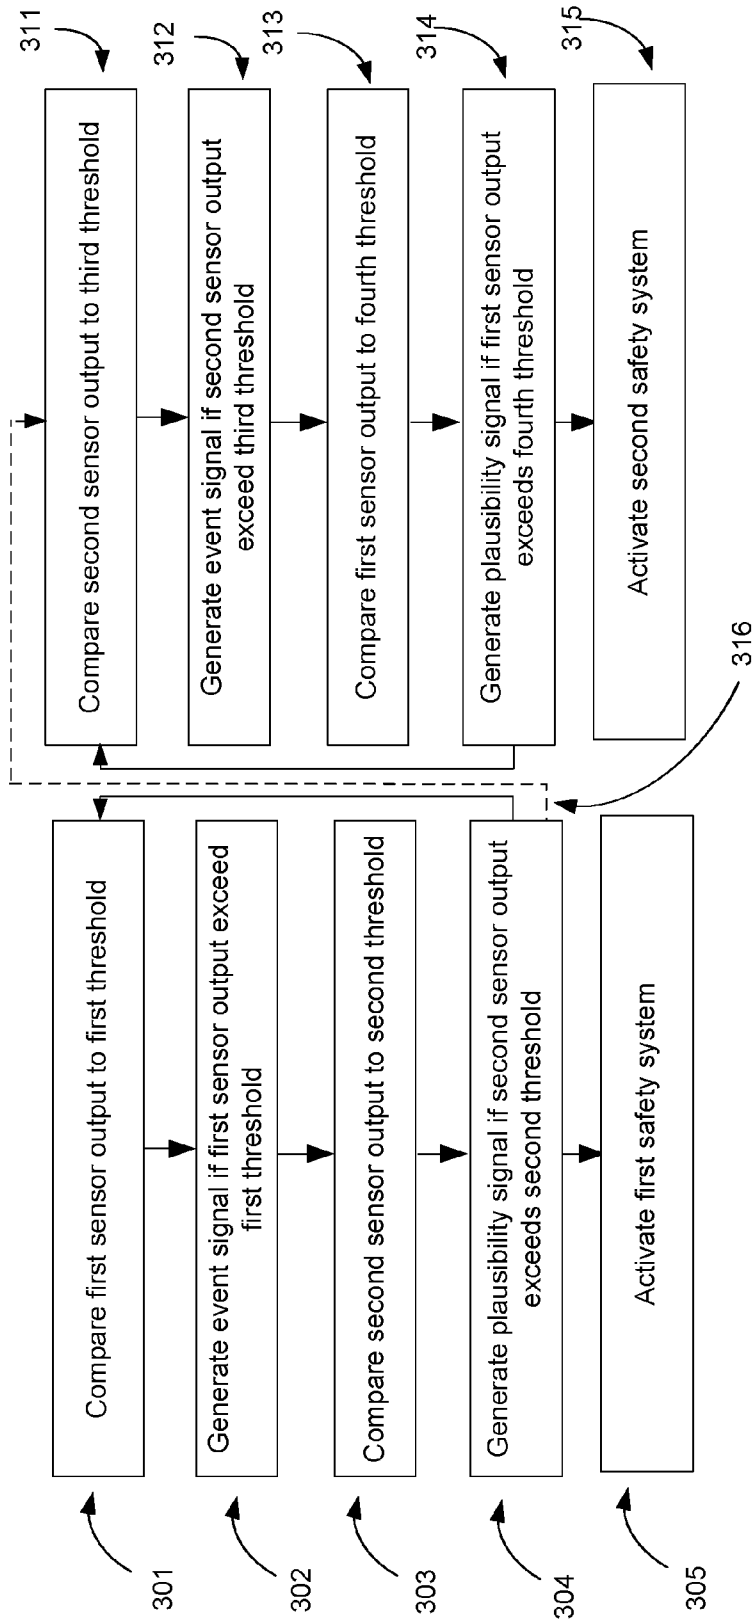 301
Compare first sensor output to first threshold
302
Generate event signal if first sensor output exceed
first threshold
303
Compare second sensor output to second threshold
304
Generate plausibility signal if second sensor output
exceeds second threshold
305
Activate first safety system
311
Compare second sensor output to third threshold
312
Generate event signal if second sensor output
exceed third threshold
313
Compare first sensor output to fourth threshold
314
Generate plausibility signal if first sensor output
exceeds fourth threshold
315
Activate second safety system
316